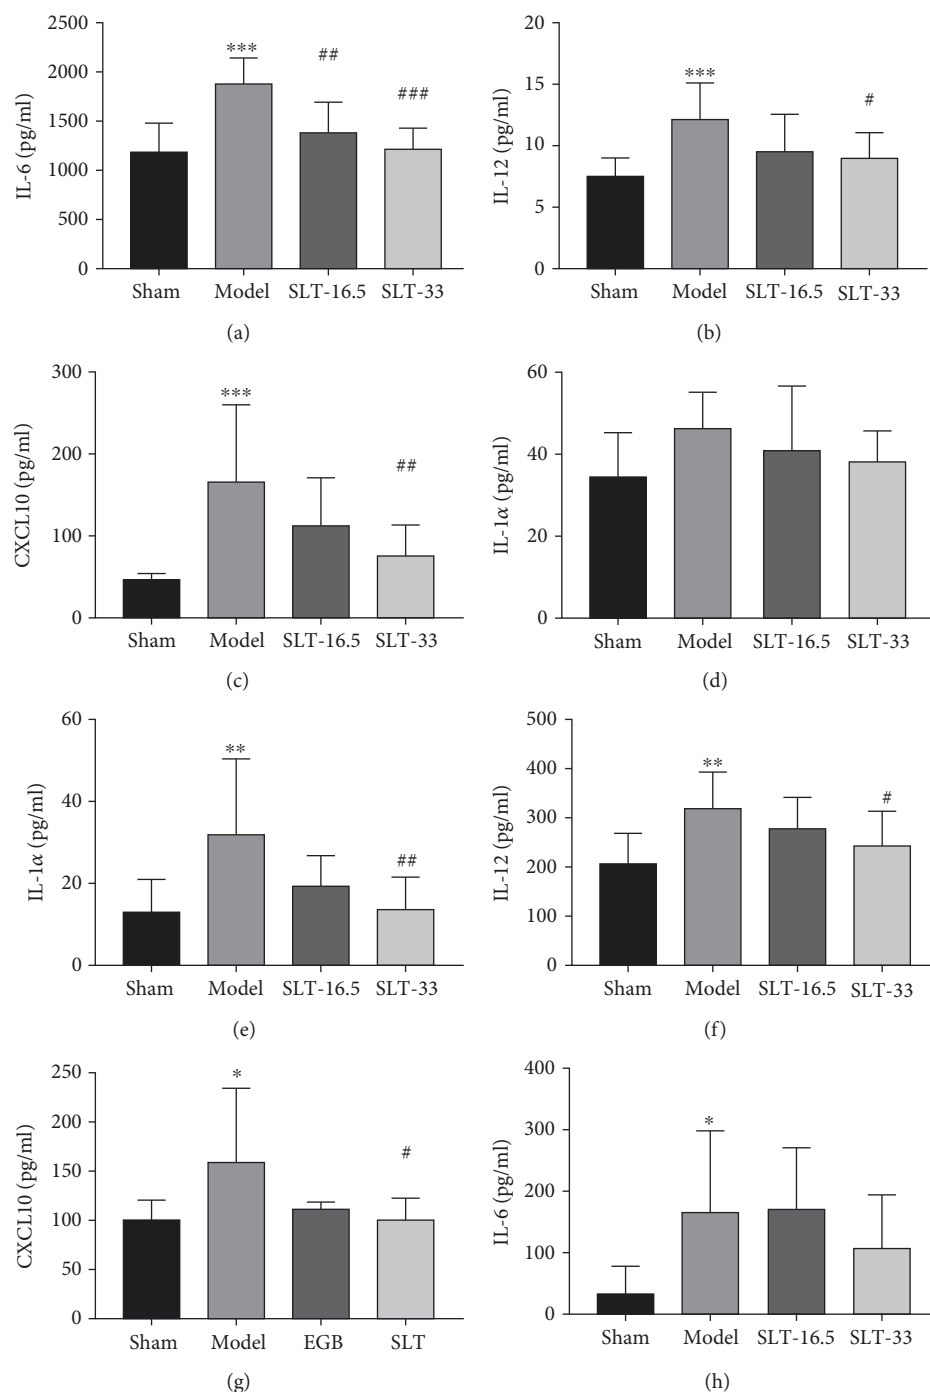 2500
2000
1500
1000
500
0
IL-6 (pg/ml)
***
##
###
Sham Model SLT-16.5 SLT-33
(a)
20
15
10
5
0
IL-12 (pg/ml)
***
#
Sham Model SLT-16.5 SLT-33
(b)
300
200
100
0
CXCL10 (pg/ml)
***
##
Sham Model SLT-16.5 SLT-33
(c)
60
40
20
0
IL-1α (pg/ml)
Sham Model SLT-16.5 SLT-33
(d)
60
40
20
0
IL-1α (pg/ml)
**
##
Sham Model SLT-16.5 SLT-33
(e)
500
400
300
200
100
0
IL-12 (pg/ml)
**
#
Sham Model SLT-16.5 SLT-33
(f)
250
200
150
100
50
0
CXCL10 (pg/ml)
*
#
Sham Model EGB SLT
(g)
400
300
200
100
0
IL-6 (pg/ml)
*
Sham Model SLT-16.5 SLT-33
(h)